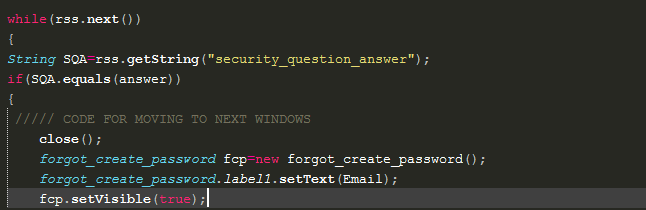 while(rss.next())
{
String SQA=rss.getString("security_question_answer");
if(SQA.equals(answer))
{
///// CODE FOR MOVING TO NEXT WINDOWS
close();
forgot_create_password fcp=new forgot_create_password();
forgot_create_password.label1.setText(Email);
fcp.setVisible(true);